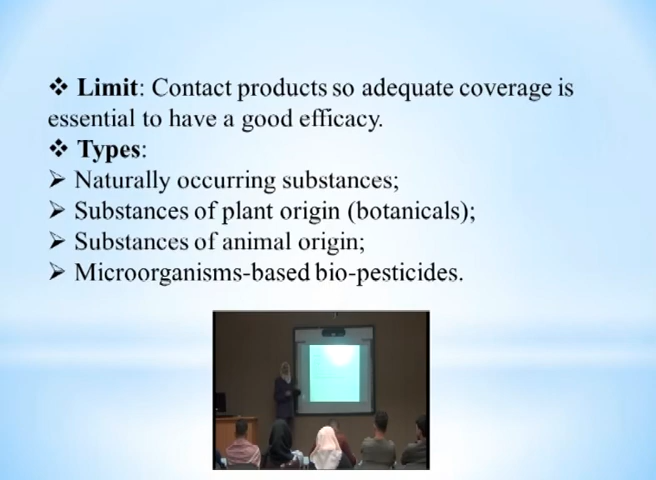 ❖ Limit: Contact products so adequate coverage is
essential to have a good efficacy.
❖ Types:
➢ Naturally occurring substances;
➢ Substances of plant origin (botanicals);
➢ Substances of animal origin;
➢ Microorganisms-based bio-pesticides.